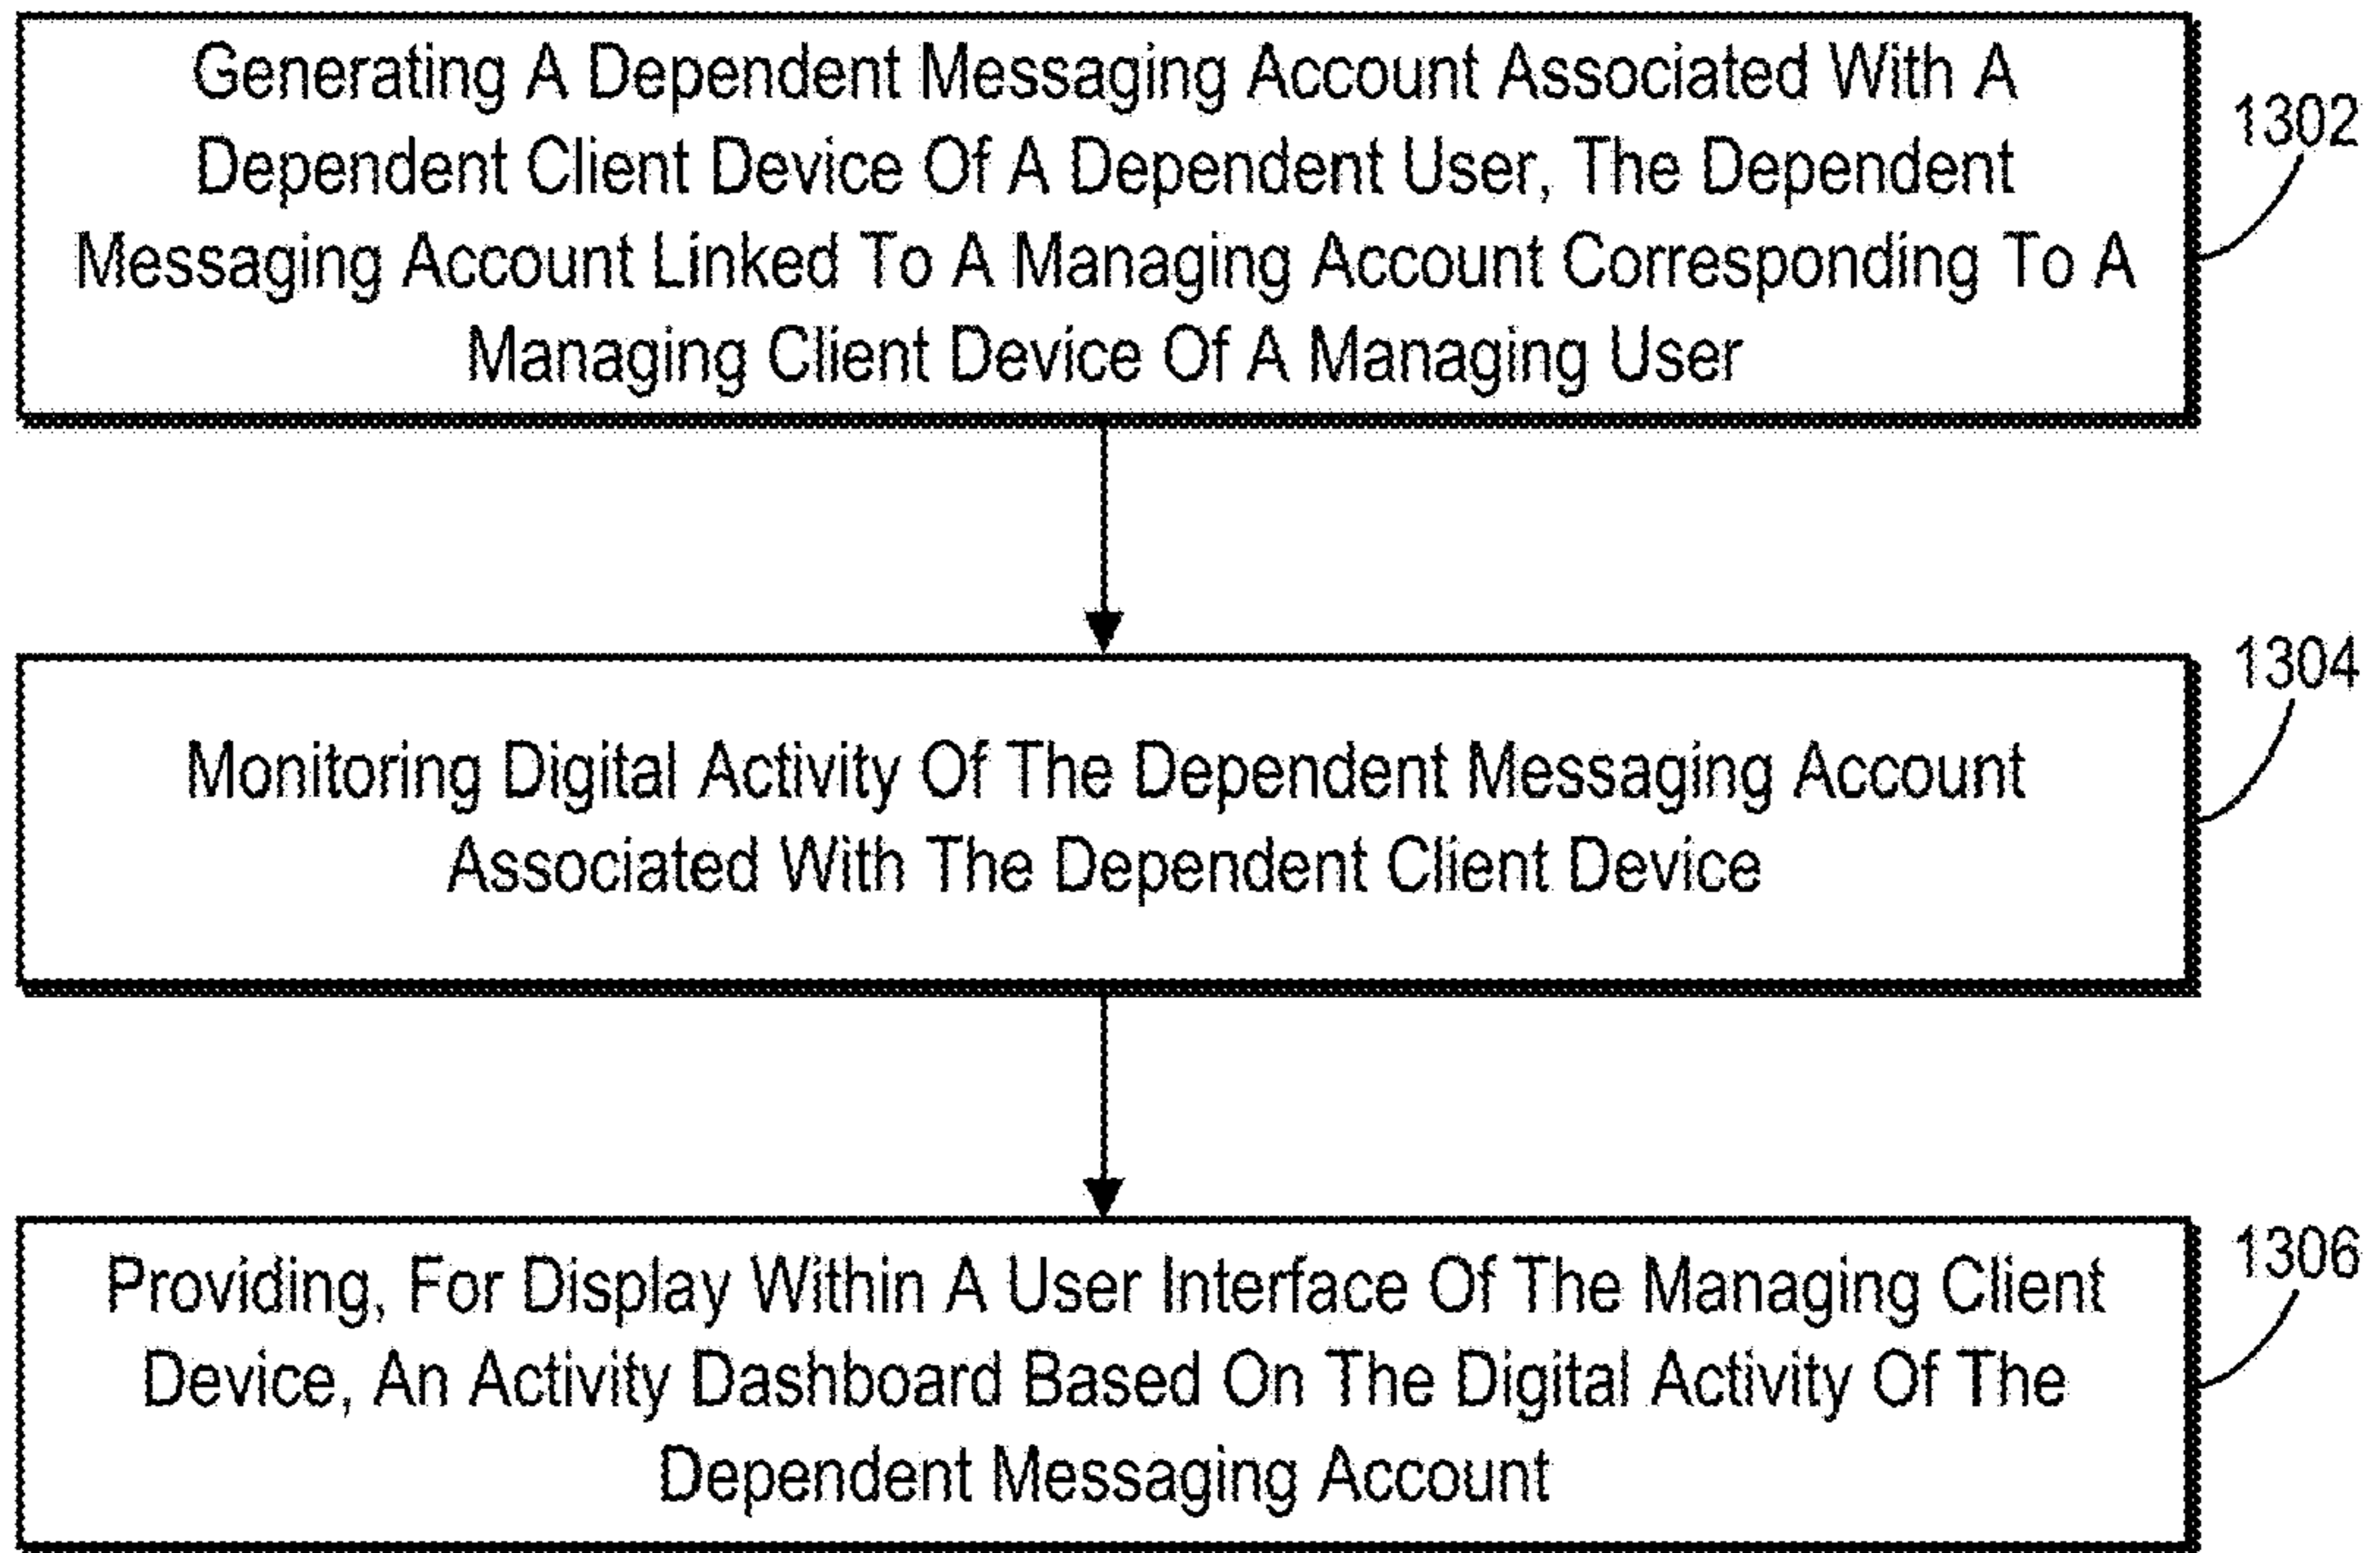 Generating A Dependent Messaging Account Associated With A
Dependent Client Device Of A Dependent User, The Dependent
Messaging Account Linked To A Managing Account Corresponding To A
Managing Client Device Of A Managing User
1302
Monitoring Digital Activity Of The Dependent Messaging Account
Associated With The Dependent Client Device
1304
Providing, For Display Within A User Interface Of The Managing Client
Device, An Activity Dashboard Based On The Digital Activity Of The
Dependent Messaging Account
1306